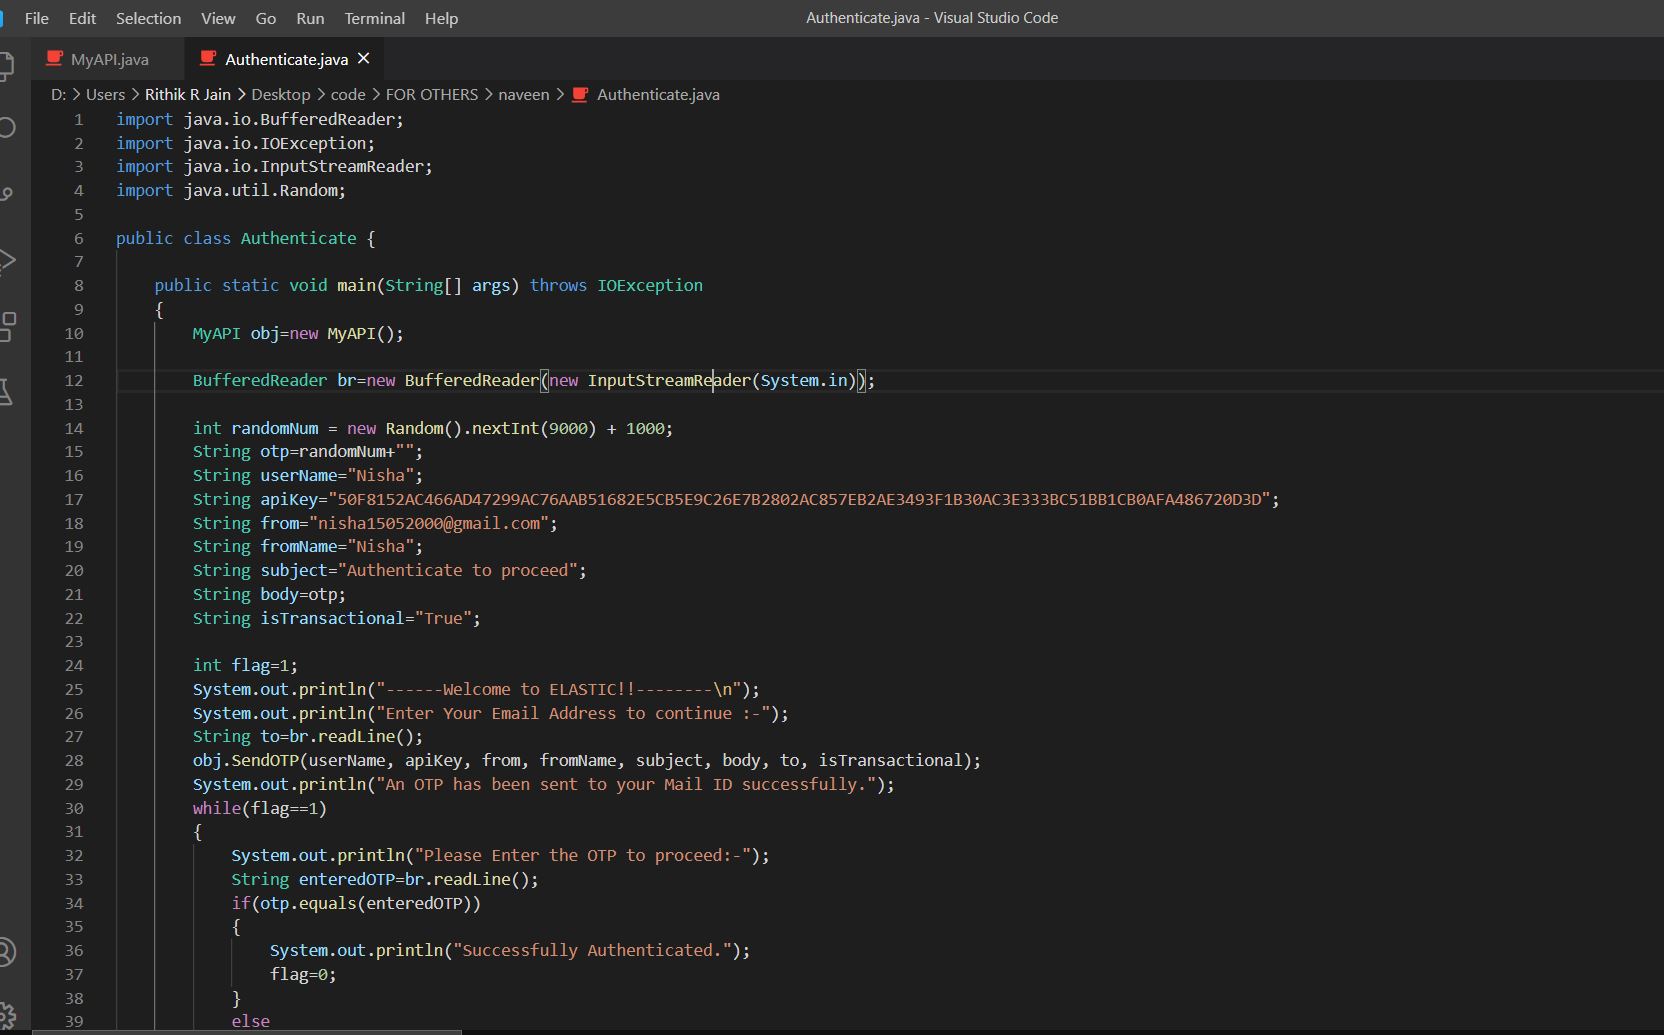 File Edit Selection View Go Run Terminal Help
Authenticate.java - Visual Studio Code
MyAPI.java
Authenticate.java
D: > Users > Rithik R Jain > Desktop > code > FOR OTHERS > naveen > Authenticate.java
1 import java.io.BufferedReader;
2 import java.io.IOException;
3 import java.io.InputStreamReader;
4 import java.util.Random;
5
6 public class Authenticate {
7
8 public static void main(String[] args) throws IOException
9 {
10 MyAPI obj=new MyAPI();
11
12 BufferedReader br=new BufferedReader(new InputStreamReader(System.in));
13
14 int randomNum = new Random().nextInt(9000) + 1000;
15 String otp=randomNum+"";
16 String userName="Nisha";
17 String apiKey="50F8152AC466AD47299AC76AAB51682E5CB5E9C26E7B2802AC857EB2AE3493F1B30AC3E333BC51BB1CB0AFA486720D3D";
18 String from="nisha15052000@gmail.com";
19 String fromName="Nisha";
20 String subject="Authenticate to proceed";
21 String body=otp;
22 String isTransactional="True";
23
24 int flag=1;
25 System.out.println("------Welcome to ELASTIC!!--------\n");
26 System.out.println("Enter Your Email Address to continue :-");
27 String to=br.readLine();
28 obj.SendOTP(userName, apiKey, from, fromName, subject, body, to, isTransactional);
29 System.out.println("An OTP has been sent to your Mail ID successfully.");
30 while(flag==1)
31 {
32 System.out.println("Please Enter the OTP to proceed:-");
33 String enteredOTP=br.readLine();
34 if(otp.equals(enteredOTP))
35 {
36 System.out.println("Successfully Authenticated.");
37 flag=0;
38 }
39 else